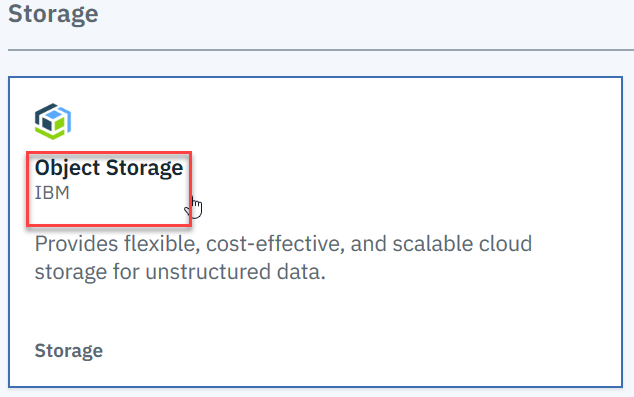 Storage
Object Storage
IBM
Provides flexible, cost-effective, and scalable cloud
storage for unstructured data.
Storage